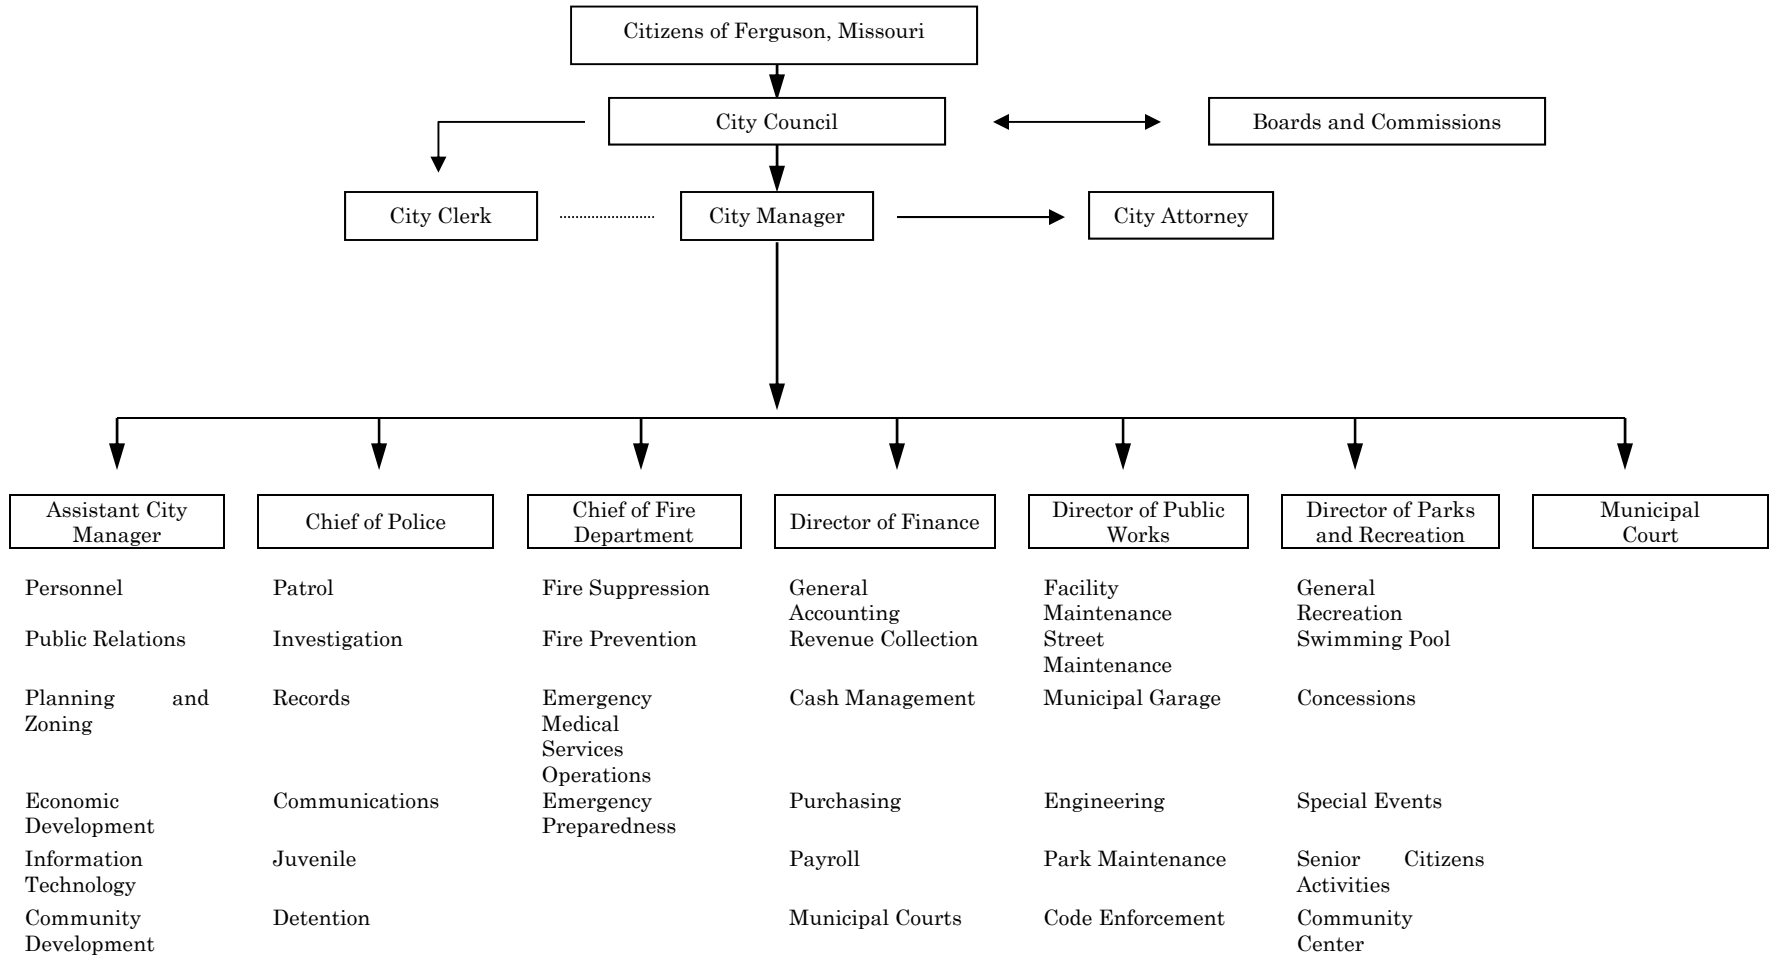 Citizens of Ferguson, Missouri
City Council
Boards and Commissions
City Clerk
City Manager
City Attorney
Assistant City
Manager
Chief of Police
Chief of Fire
Department
Director of Finance
Director of Public
Works
Director of Parks
and Recreation
Municipal
Court
Personnel
Public Relations
Planning and
Zoning
Economic
Development
Information
Technology
Community
Development
Patrol
Investigation
Records
Communications
Juvenile
Detention
Fire Suppression
Fire Prevention
Emergency
Medical
Services
Operations
Emergency
Preparedness
General
Accounting
Revenue Collection
Cash Management
Purchasing
Payroll
Municipal Courts
Facility
Maintenance
Street
Maintenance
Municipal Garage
Engineering
Park Maintenance
Code Enforcement
General
Recreation
Swimming Pool
Concessions
Special Events
Senior Citizens
Activities
Community
Center